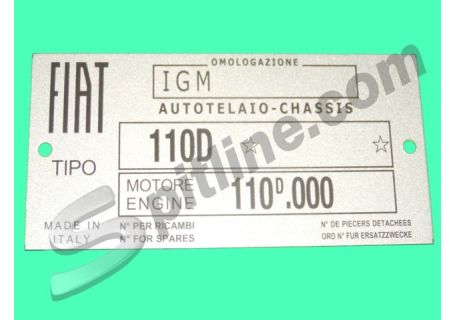 FIAT
OMOLOGAZIONE
IGM
AUTOTELAIO-CHASSIS
TIPO
110D ☆ ☆
MOTORE
ENGINE
110ᴰ.000
MADE IN
ITALY
N° PER RICAMBI
N° FOR SPARES
N° DE PIECERS DETACHEES
ORD N° FUR ERSATZZWECKE
Spitline.com